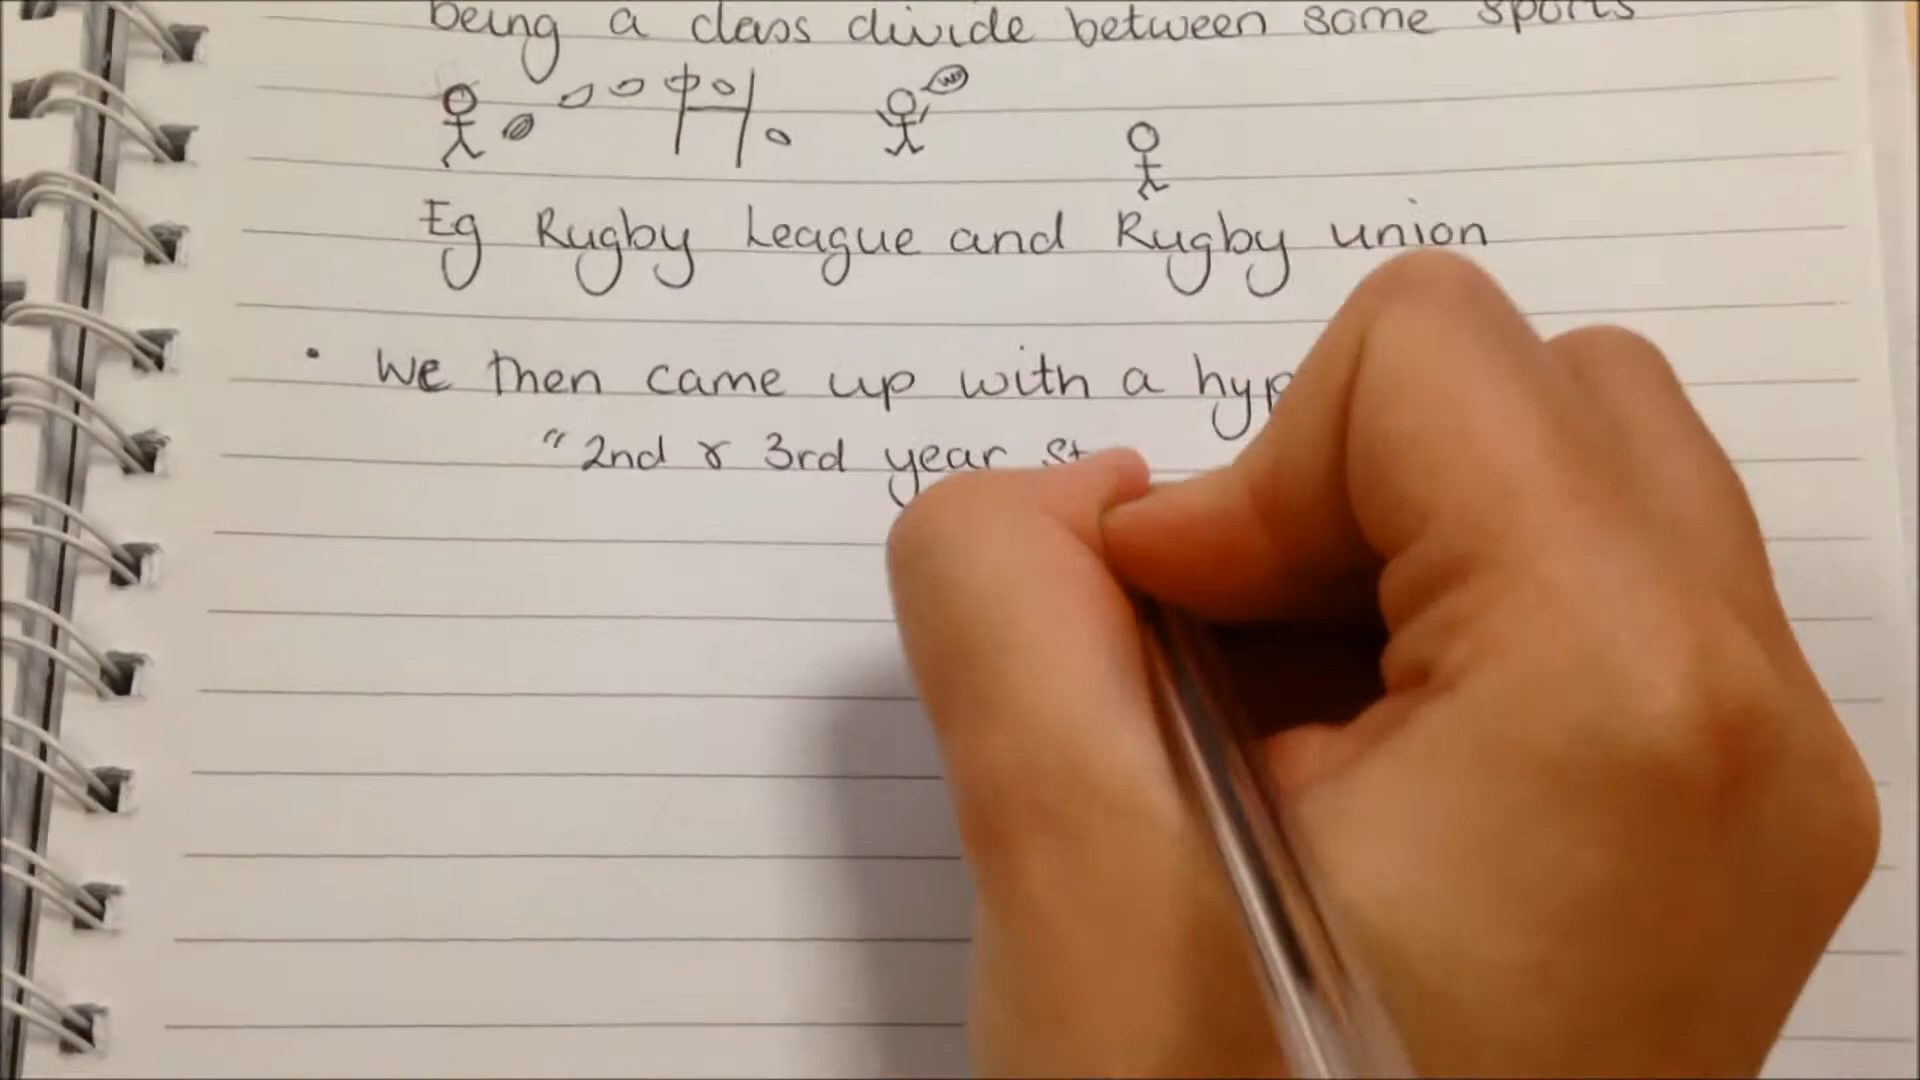 being a class divide between some sports
Eg Rugby League and Rugby union
• We then came up with a
"2nd & 3rd year